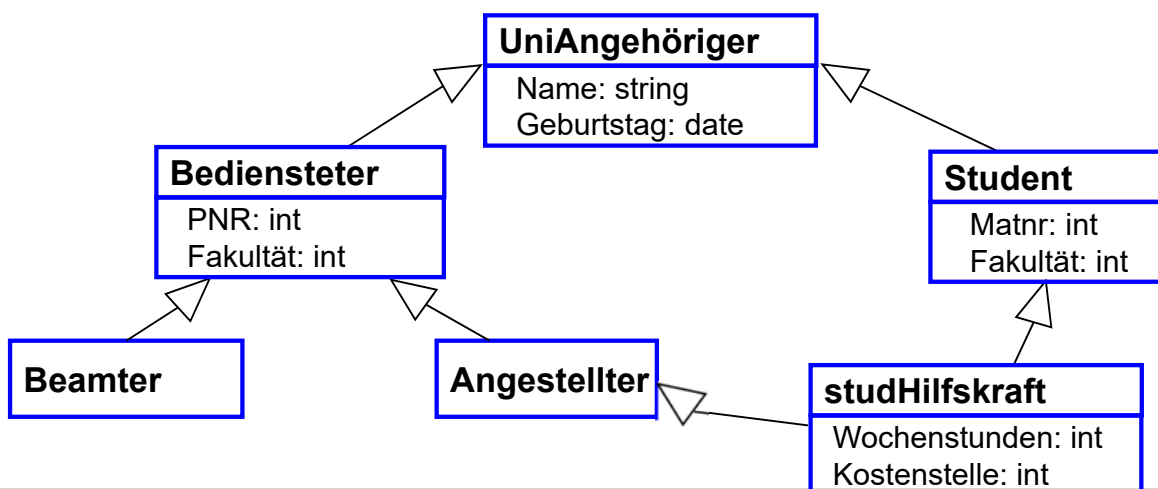 UniAngehöriger
Name: string
Geburtstag: date
Bediensteter
PNR: int
Fakultät: int
Student
Matnr: int
Fakultät: int
Beamter
Angestellter
studHilfskraft
Wochenstunden: int
Kostenstelle: int